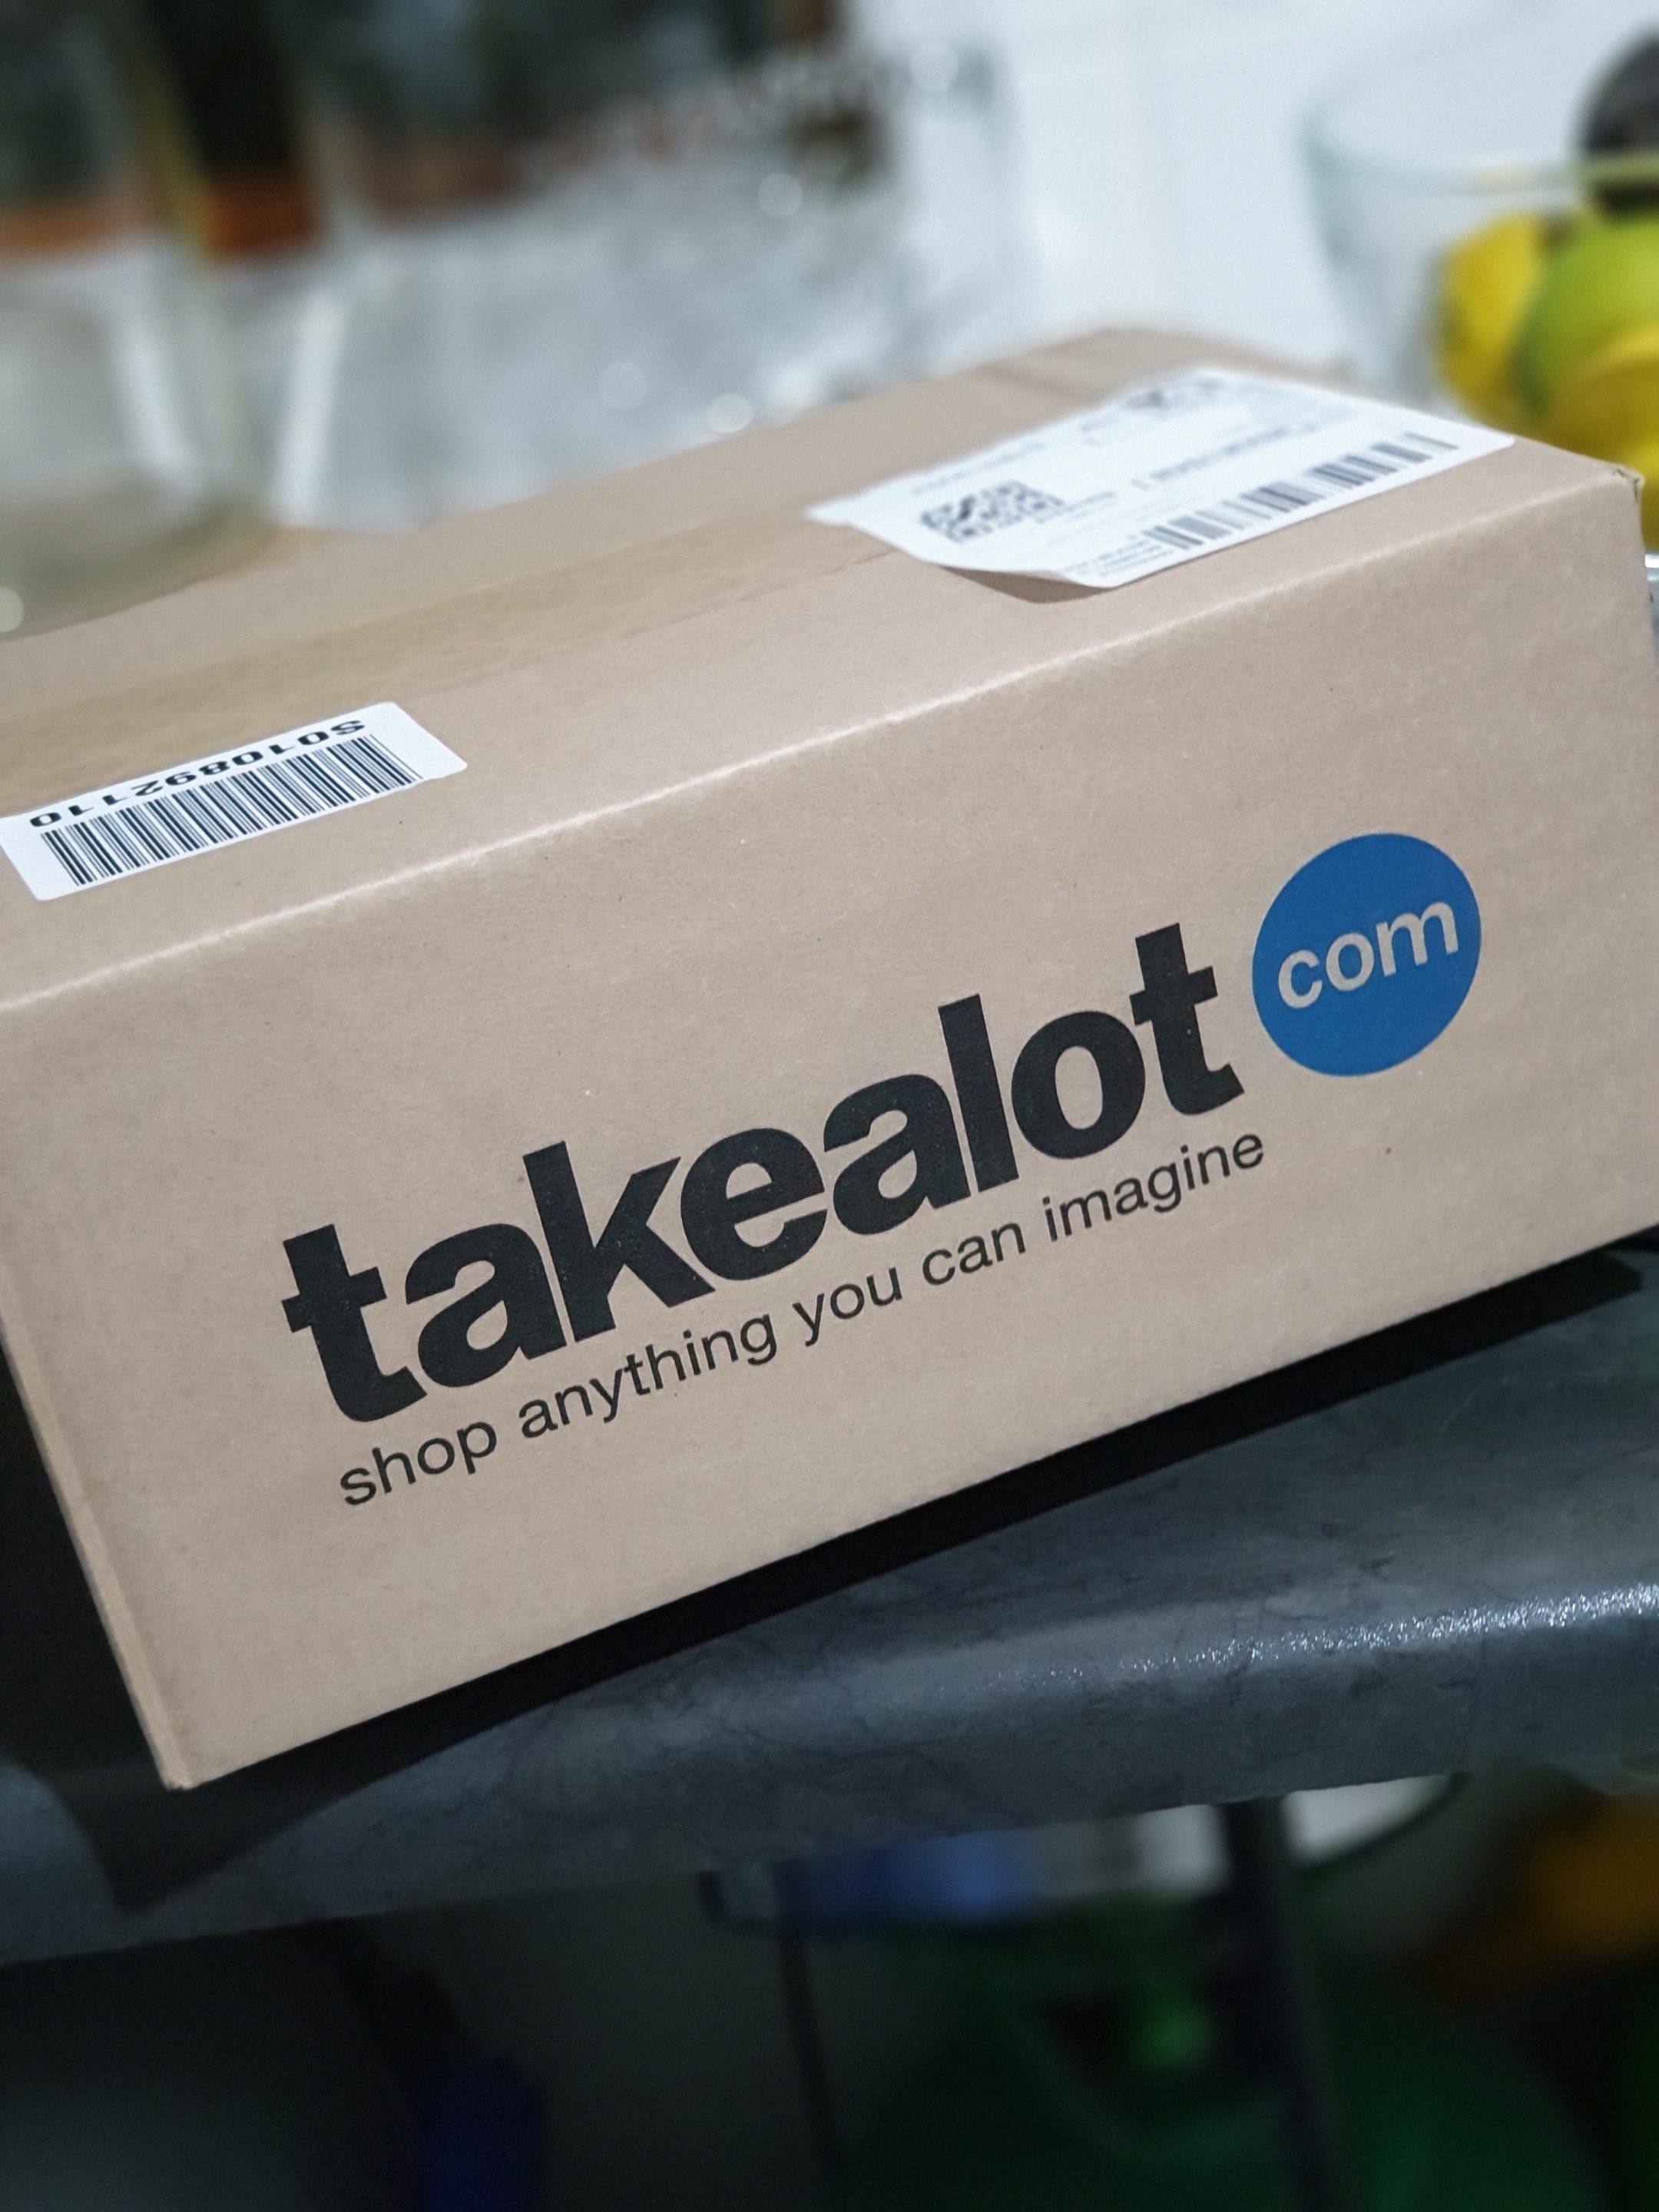 S010892110
takealot com
shop anything you can imagine